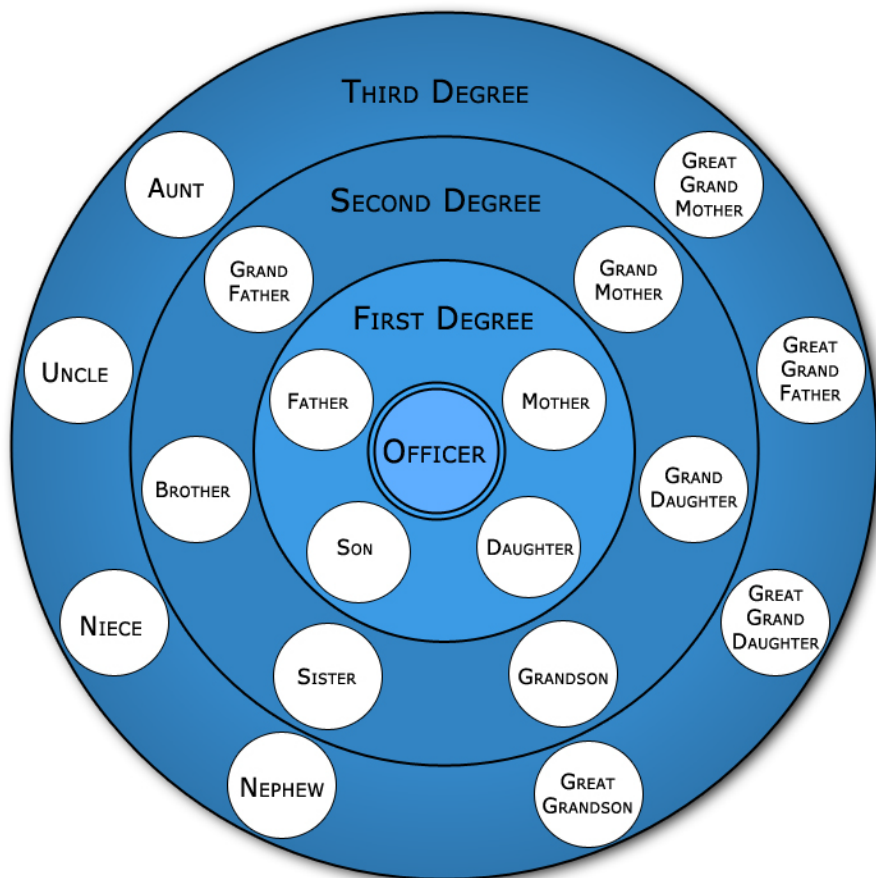 Third Degree
Aunt
Great
Grand
Mother
Second Degree
Grand
Father
Grand
Mother
First Degree
Uncle
Great
Grand
Father
Father
Mother
Officer
Brother
Grand
Daughter
Son
Daughter
Niece
Great
Grand
Daughter
Sister
Grandson
Nephew
Great
Grandson